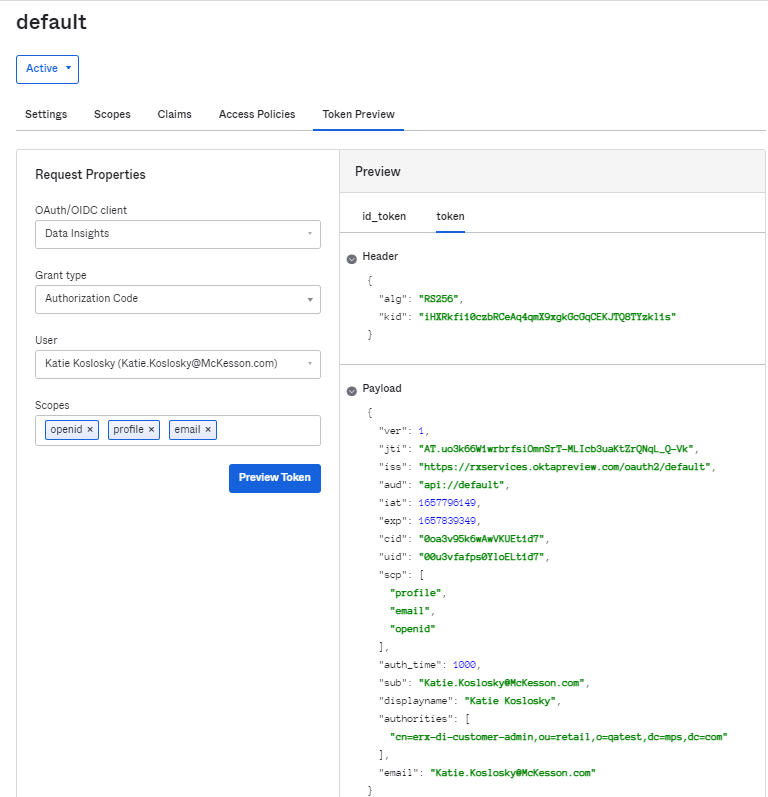 default
Active
Settings Scopes Claims Access Policies Token Preview
Request Properties
OAuth/OIDC client
Data Insights
Grant type
Authorization Code
User
Katie Koslosky (Katie.Koslosky@McKesson.com)
Scopes
openid × profile × email ×
Preview Token
Preview
id_token token
Header
{
"alg": "RS256",
"kid": "iHXRkfi10czbRCeAq4qmX9xgkGcGqCEKJTQ8TYzkl1s"
}
Payload
{
"ver": 1,
"jti": "AT.uo3k66W1wrbrfsiOmnSrT-MLIcb3uaKtZrQNqL_Q-Vk",
"iss": "https://rxservices.oktapreview.com/oauth2/default",
"aud": "api://default",
"iat": 1657796149,
"exp": 1657839349,
"cid": "0oa3v95k6wAwVKUEt1d7",
"uid": "00u3vfafps0YloELt1d7",
"scp": [
"profile",
"email",
"openid"
],
"auth_time": 1000,
"sub": "Katie.Koslosky@McKesson.com",
"displayname": "Katie Koslosky",
"authorities": [
"cn=erx-di-customer-admin,ou=retail,o=qatest,dc=mps,dc=com"
],
"email": "Katie.Koslosky@McKesson.com"
}